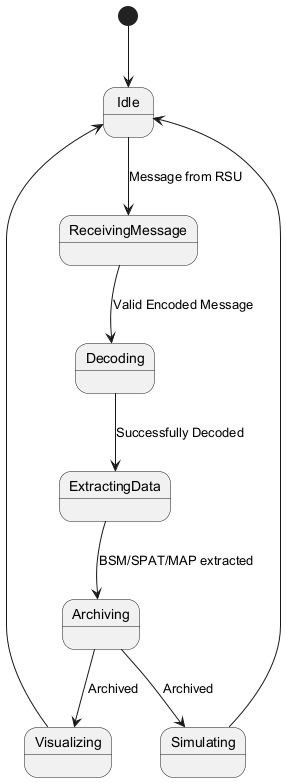 Idle
Message from RSU
ReceivingMessage
Valid Encoded Message
Decoding
Successfully Decoded
ExtractingData
BSM/SPAT/MAP extracted
Archiving
Archived
Archived
Visualizing
Simulating